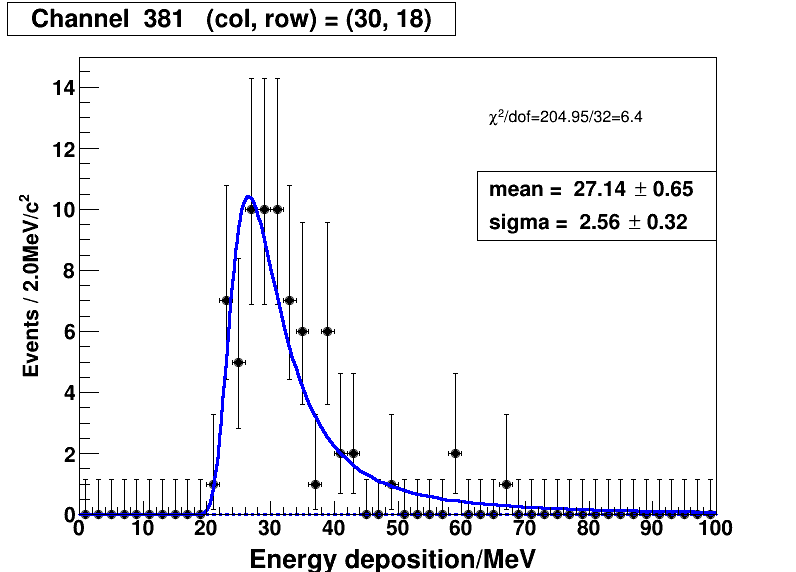 Channel 381 (col, row) = (30, 18)
χ²/dof=204.95/32=6.4
mean = 27.14 ± 0.65
sigma = 2.56 ± 0.32
Events / 2.0MeV/c²
14
12
10
8
6
4
2
0
0 10 20 30 40 50 60 70 80 90 100
Energy deposition/MeV